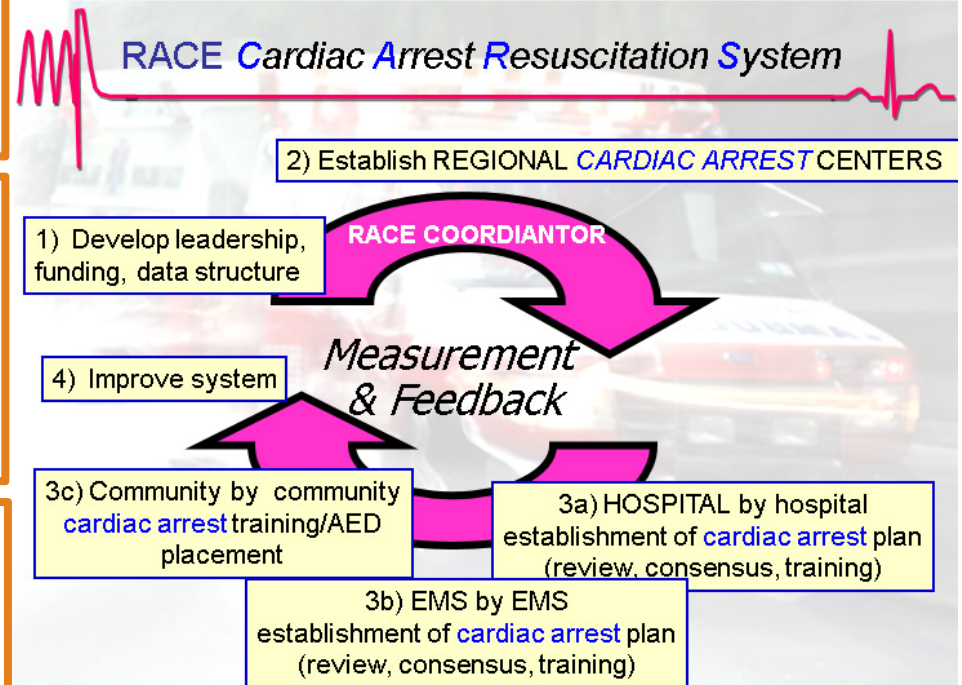 RACE Cardiac Arrest Resuscitation System
2) Establish REGIONAL CARDIAC ARREST CENTERS
1) Develop leadership,
funding, data structure
RACE COORDIANTOR
Measurement
& Feedback
4) Improve system
3c) Community by community
cardiac arrest training/AED
placement
3a) HOSPITAL by hospital
establishment of cardiac arrest plan
(review, consensus, training)
3b) EMS by EMS
establishment of cardiac arrest plan
(review, consensus, training)